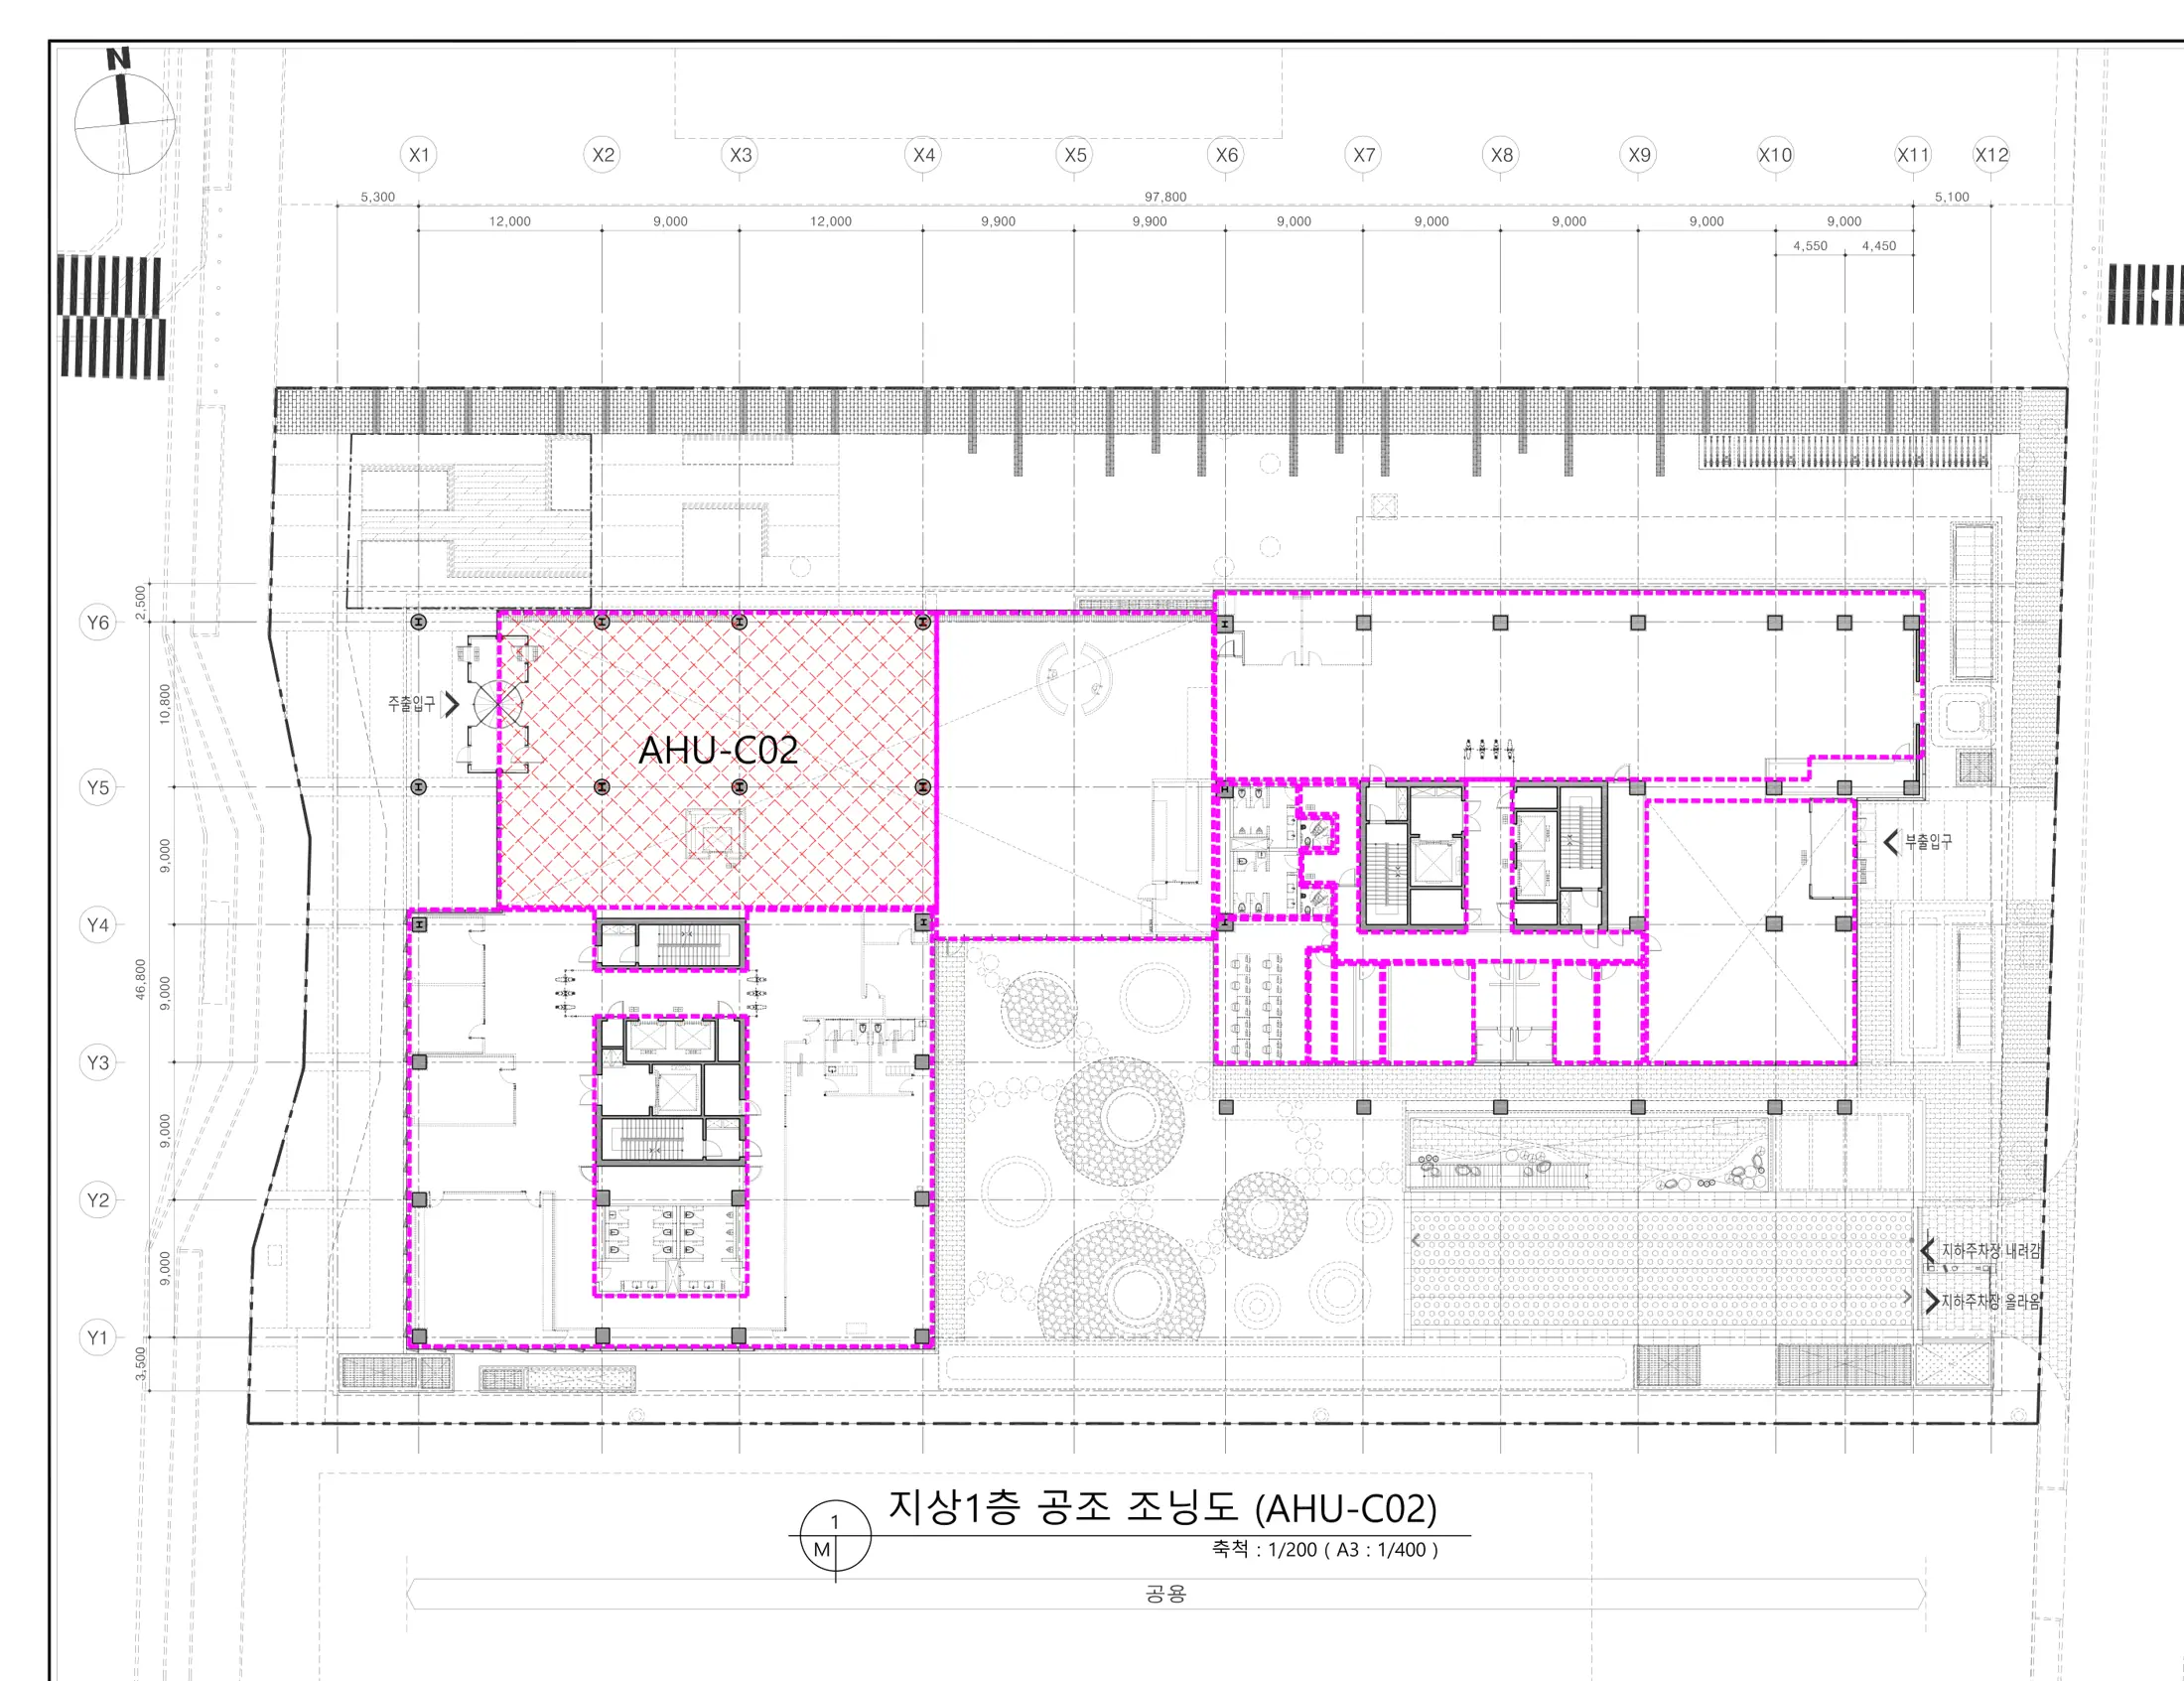 N
X1 X2 X3 X4 X5 X6 X7 X8 X9 X10 X11 X12
5,300 97,800 5,100
12,000 9,000 12,000 9,900 9,900 9,000 9,000 9,000 9,000 9,000
4,550 4,450
2,500
Y6
10,800
주출입구
AHU-C02
Y5
9,000
부출입구
Y4
46,800
9,000
Y3
9,000
Y2
9,000
지하주차장 내려감
지하주차장 올라옴
Y1
3,500
1
M
지상1층 공조 조닝도 (AHU-C02)
축척 : 1/200 ( A3 : 1/400 )
공용